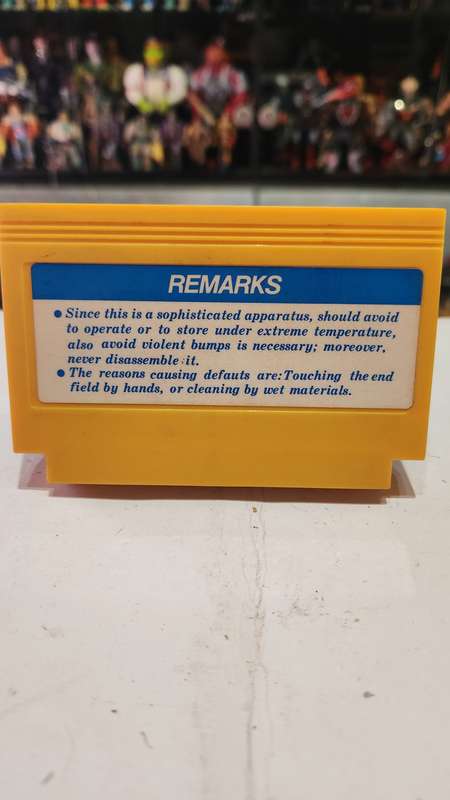 REMARKS
● Since this is a sophisticated apparatus, should avoid
to operate or to store under extreme temperature,
also avoid violent bumps is necessary; moreover,
never disassemble it.
● The reasons causing defauts are:Touching the end
field by hands, or cleaning by wet materials.